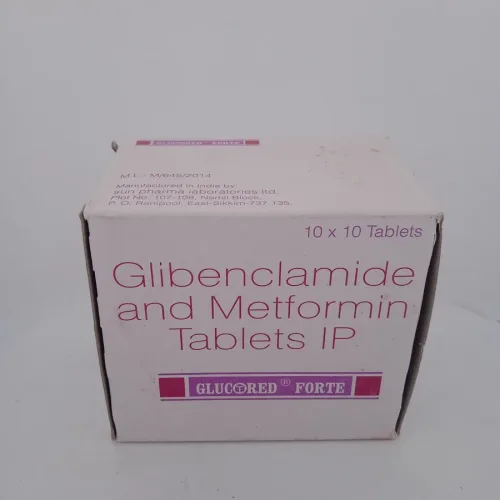 GLUCORED FORTE
M.L.: M/648/2014
Manufactured in India by:
sun pharma laboratories ltd.
Plot No. 107-108, Namli Block,
P. O. Ranipool, East-Sikkim-737 135.
10 x 10 Tablets
Glibenclamide
and Metformin
Tablets IP
GLUCORED ® FORTE